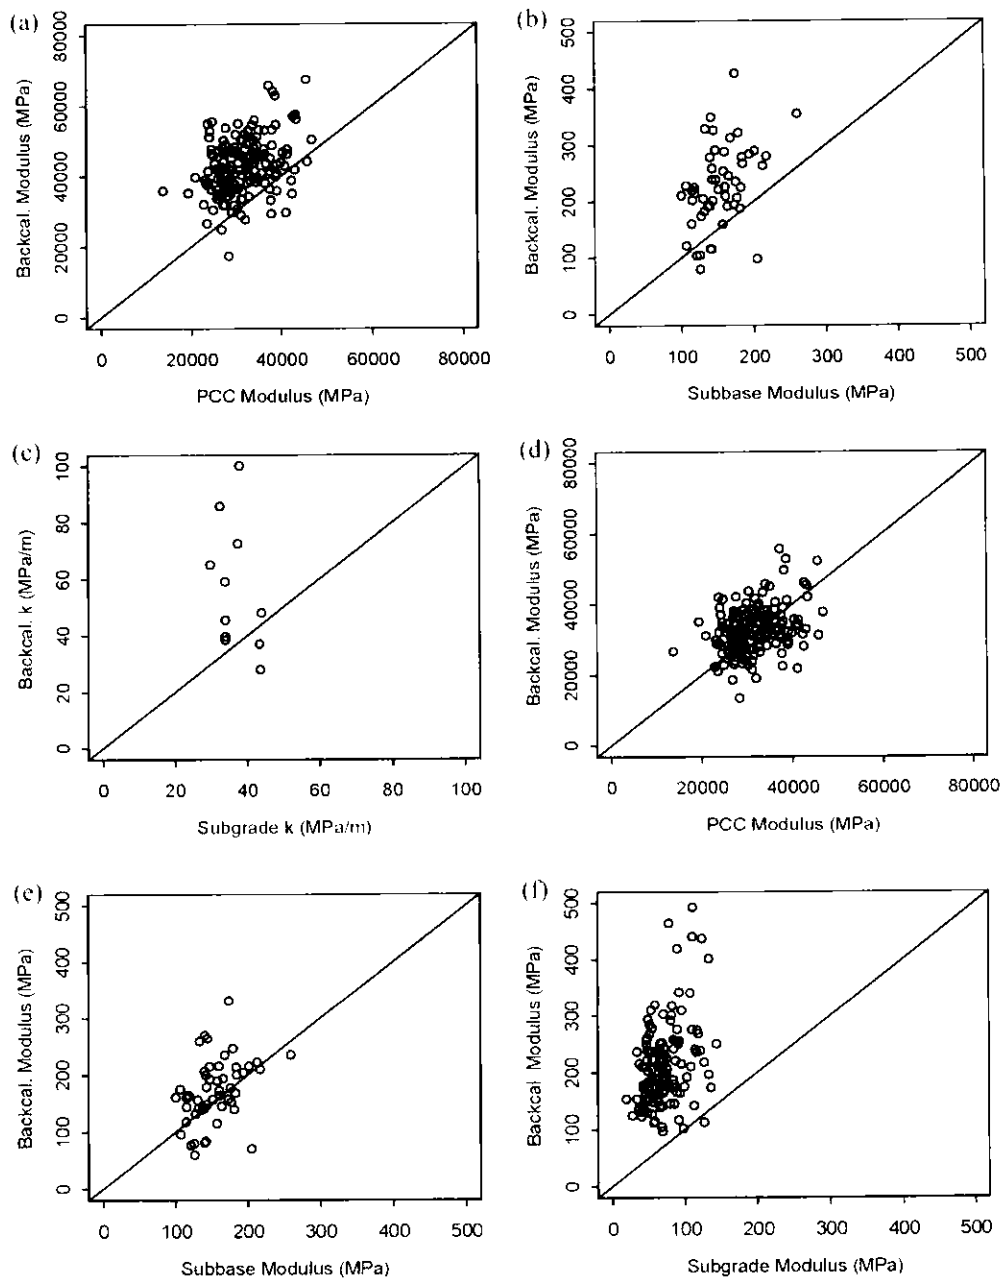 (a)
Backcal. Modulus (MPa)
0 20000 40000 60000 80000
0 20000 40000 60000 80000
PCC Modulus (MPa)
(b)
Backcal. Modulus (MPa)
0 100 200 300 400 500
0 100 200 300 400 500
Subbase Modulus (MPa)
(c)
Backcal. k (MPa/m)
0 20 40 60 80 100
0 20 40 60 80 100
Subgrade k (MPa/m)
(d)
Backcal. Modulus (MPa)
0 20000 40000 60000 80000
0 20000 40000 60000 80000
PCC Modulus (MPa)
(e)
Backcal. Modulus (MPa)
0 100 200 300 400 500
0 100 200 300 400 500
Subbase Modulus (MPa)
(f)
Backcal. Modulus (MPa)
0 100 200 300 400 500
0 100 200 300 400 500
Subgrade Modulus (MPa)